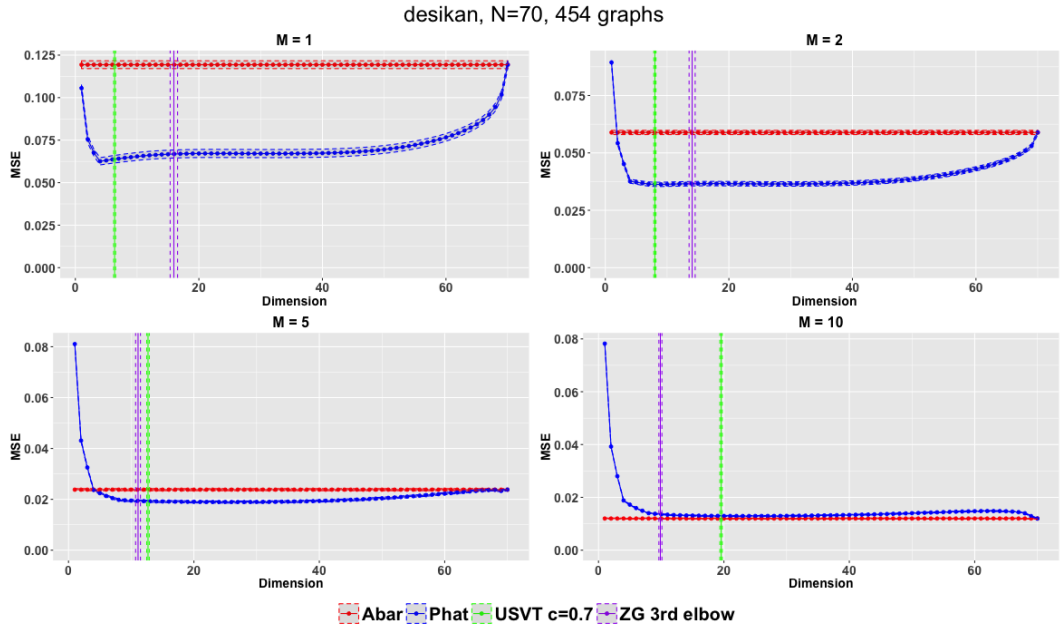 desikan, N=70, 454 graphs
M = 1
MSE
0.125
0.100
0.075
0.050
0.025
0.000
0 20 40 60
Dimension
M = 2
MSE
0.075
0.050
0.025
0.000
0 20 40 60
Dimension
M = 5
MSE
0.08
0.06
0.04
0.02
0.00
0 20 40 60
Dimension
M = 10
MSE
0.08
0.06
0.04
0.02
0.00
0 20 40 60
Dimension
Abar Phat USVT c=0.7 ZG 3rd elbow